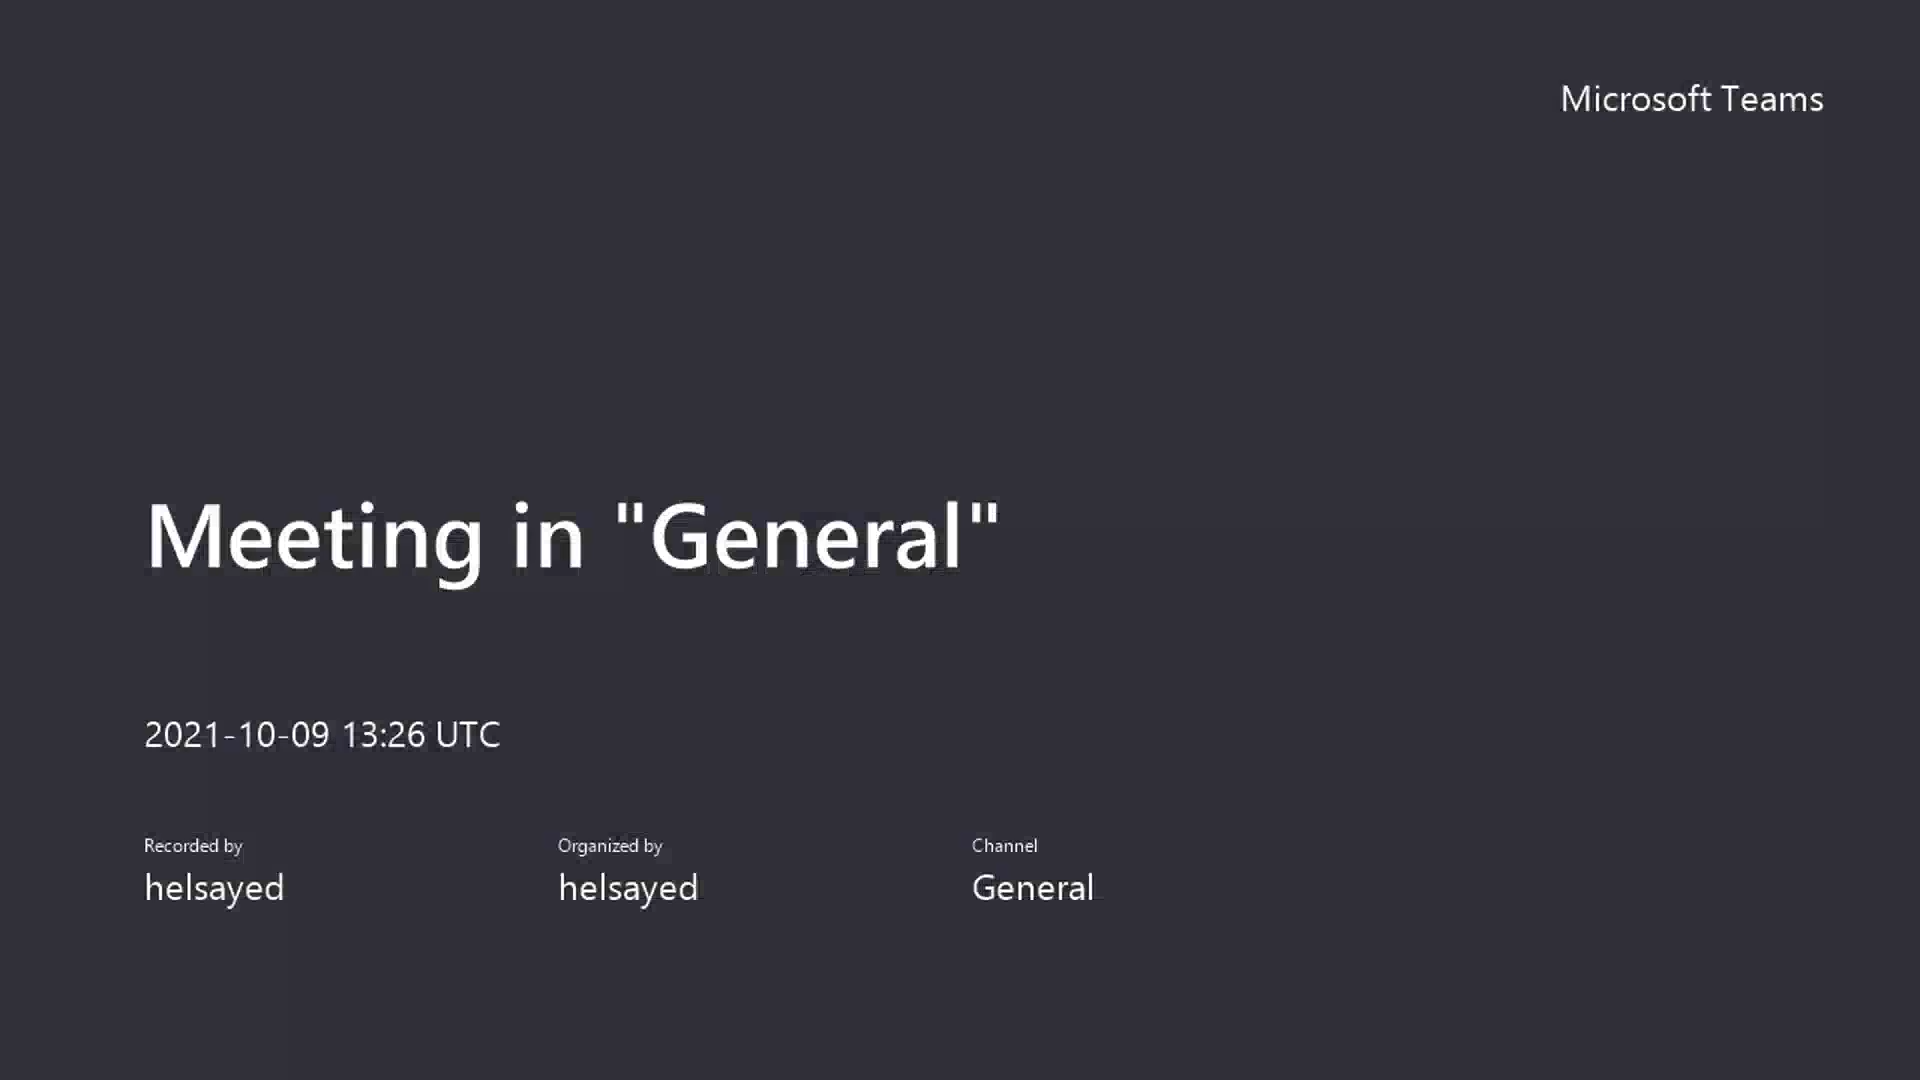 Microsoft Teams
Meeting in "General"
2021-10-09 13:26 UTC
Recorded by
helsayed
Organized by
helsayed
Channel
General